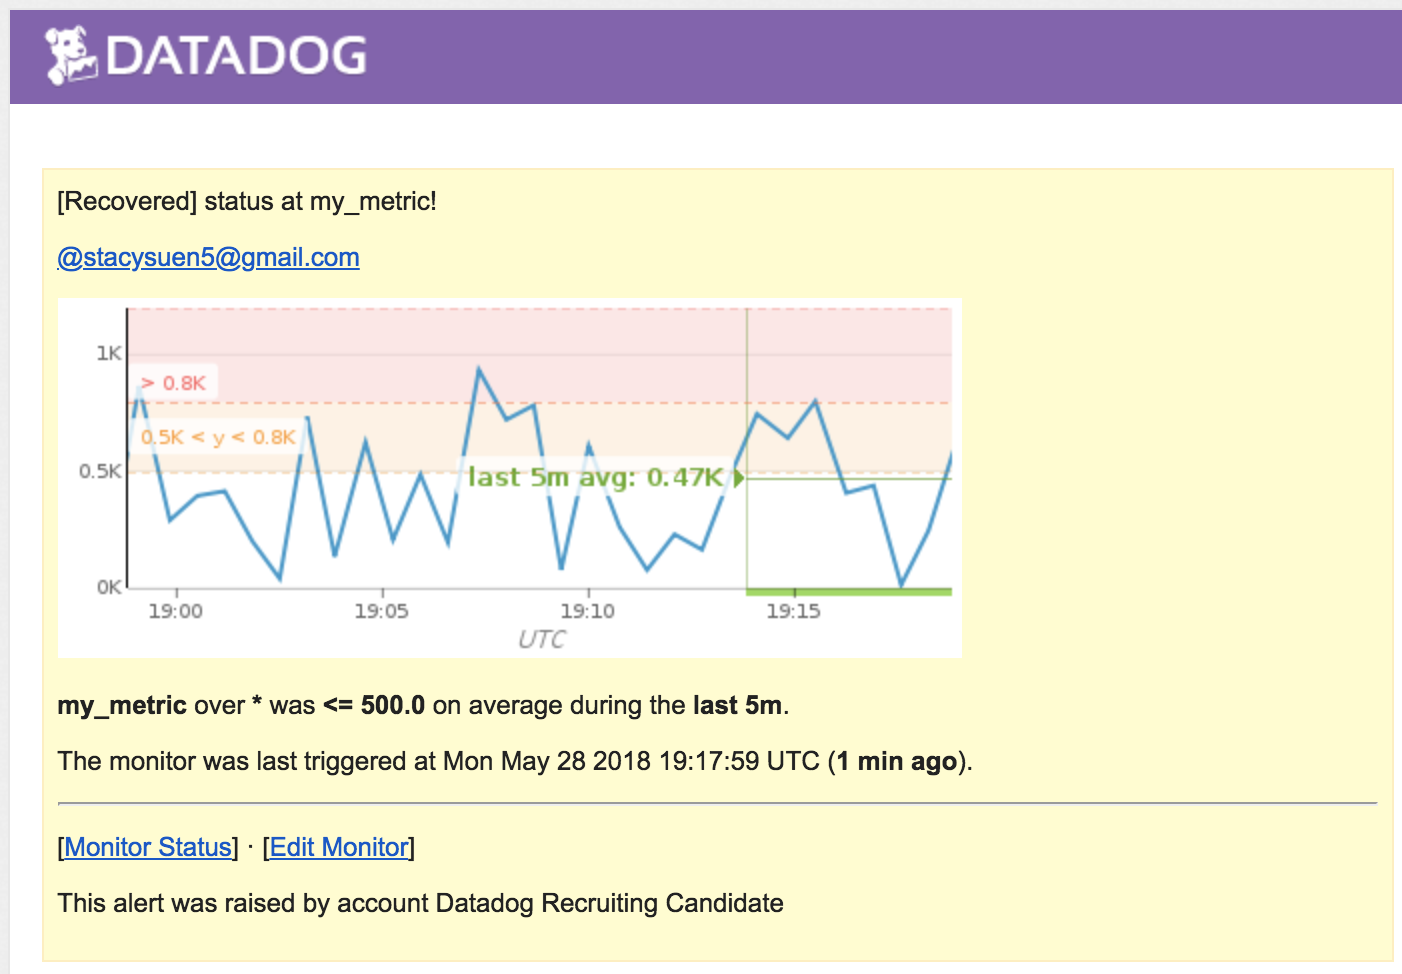 DATADOG
[Recovered] status at my_metric!
@stacysuen5@gmail.com
1K
> 0.8K
0.5K < y < 0.8K
0.5K
last 5m avg: 0.47K
0K
19:00 19:05 19:10 19:15
UTC
my_metric over * was <= 500.0 on average during the last 5m.
The monitor was last triggered at Mon May 28 2018 19:17:59 UTC (1 min ago).
[Monitor Status] · [Edit Monitor]
This alert was raised by account Datadog Recruiting Candidate